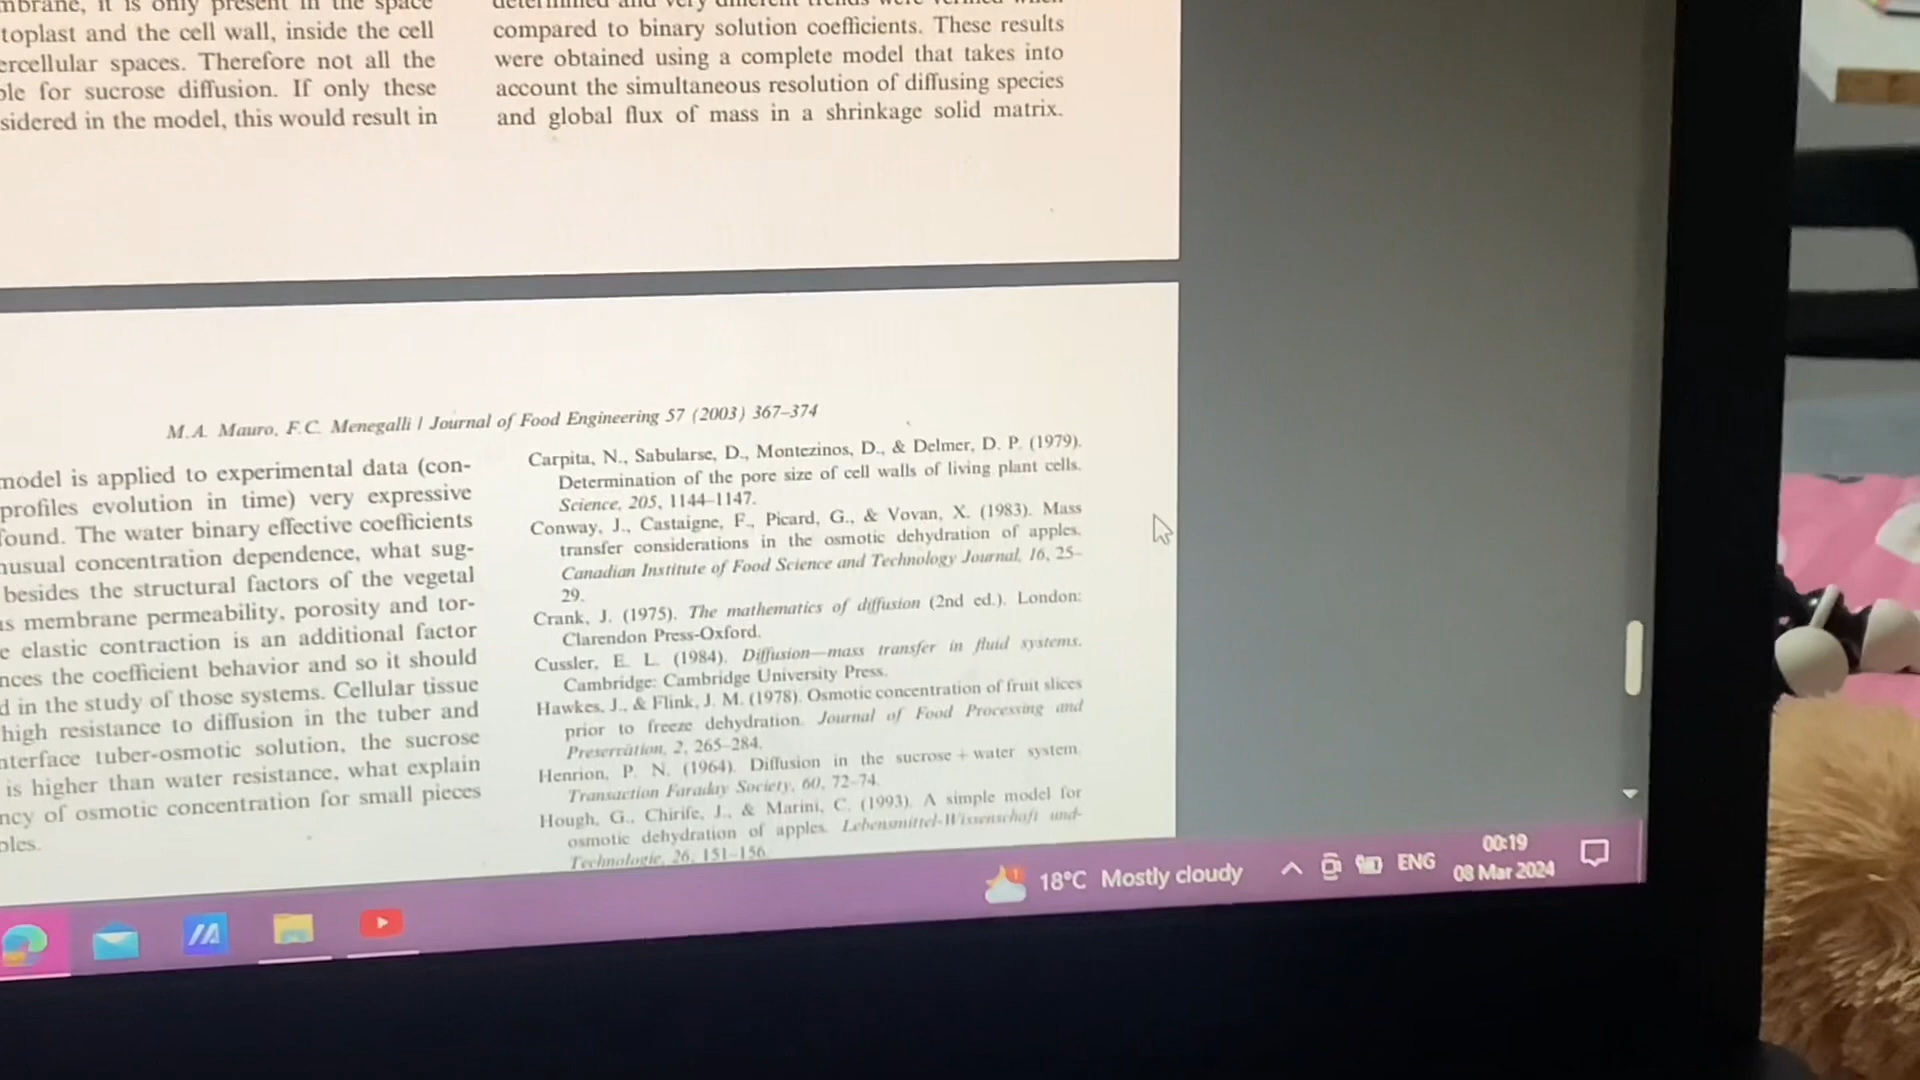 toplast and the cell wall, inside the cell
ercellular spaces. Therefore not all the
ble for sucrose diffusion. If only these
sidered in the model, this would result in
compared to binary solution coefficients. These results
were obtained using a complete model that takes into
account the simultaneous resolution of diffusing species
and global flux of mass in a shrinkage solid matrix.
M.A. Mauro, F.C. Menegalli / Journal of Food Engineering 57 (2003) 367–374
model is applied to experimental data (con-
profiles evolution in time) very expressive
found. The water binary effective coefficients
nusual concentration dependence, what sug-
besides the structural factors of the vegetal
as membrane permeability, porosity and tor-
e elastic contraction is an additional factor
nces the coefficient behavior and so it should
d in the study of those systems. Cellular tissue
high resistance to diffusion in the tuber and
nterface tuber-osmotic solution, the sucrose
is higher than water resistance, what explain
ncy of osmotic concentration for small pieces
ples.
Carpita, N., Sabularse, D., Montezinos, D., & Delmer, D. P. (1979).
Determination of the pore size of cell walls of living plant cells.
Science, 205, 1144–1147.
Conway, J., Castaigne, F., Picard, G., & Vovan, X. (1983). Mass
transfer considerations in the osmotic dehydration of apples.
Canadian Institute of Food Science and Technology Journal, 16, 25–
29.
Crank, J. (1975). The mathematics of diffusion (2nd ed.). London:
Clarendon Press-Oxford.
Cussler, E. L. (1984). Diffusion—mass transfer in fluid systems.
Cambridge: Cambridge University Press.
Hawkes, J., & Flink, J. M. (1978). Osmotic concentration of fruit slices
prior to freeze dehydration. Journal of Food Processing and
Preservation, 2, 265–284.
Henrion, P. N. (1964). Diffusion in the sucrose + water system.
Transaction Faraday Society, 60, 72–74.
Hough, G., Chirife, J., & Marini, C. (1993). A simple model for
osmotic dehydration of apples. Lebensmittel-Wissenschaft und-
Technologie, 26, 151–156.
18°C Mostly cloudy
ENG
00:19
08 Mar 2024